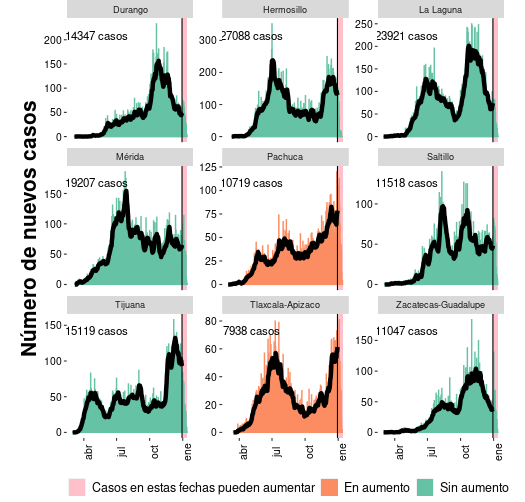 Número de nuevos casos
Durango
Hermosillo
La Laguna
14347 casos
27088 casos
23921 casos
200
150
100
50
0
300
200
100
0
250
200
150
100
50
0
Mérida
Pachuca
Saltillo
19207 casos
10719 casos
11518 casos
150
100
50
0
125
100
75
50
25
0
100
50
0
Tijuana
Tlaxcala-Apizaco
Zacatecas-Guadalupe
15119 casos
7938 casos
11047 casos
150
100
50
0
80
60
40
20
0
150
100
50
0
abr
jul
oct
ene
abr
jul
oct
ene
abr
jul
oct
ene
Casos en estas fechas pueden aumentar
En aumento
Sin aumento